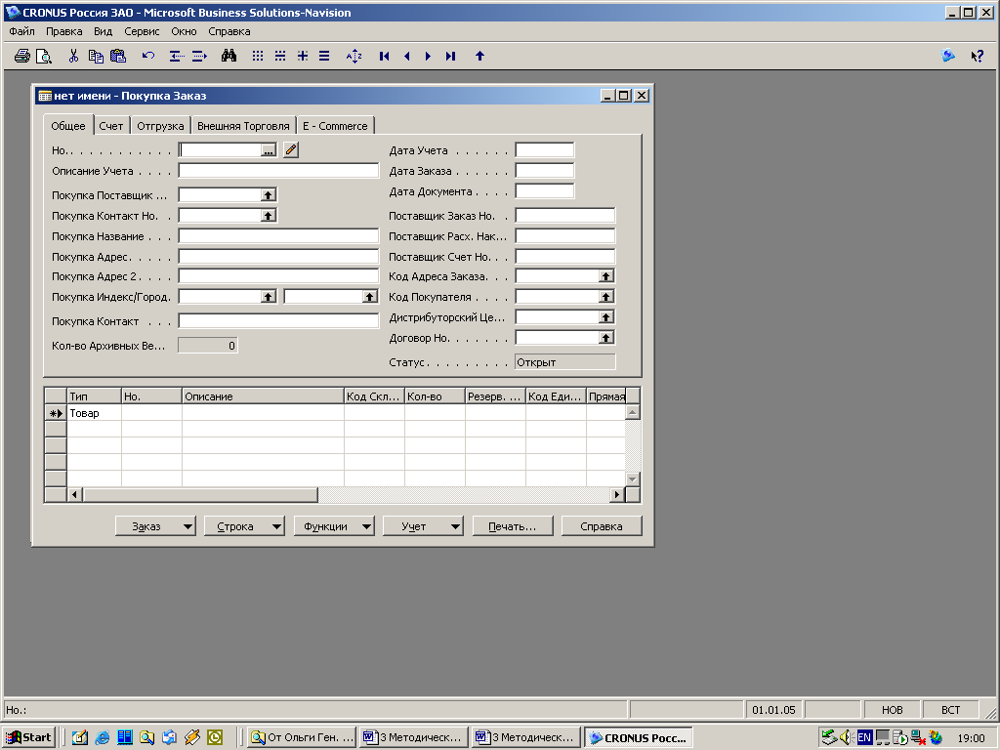 CRONUS Россия ЗАО - Microsoft Business Solutions-Navision
Файл Правка Вид Сервис Окно Справка
нет имени - Покупка Заказ
Общее Счет Отгрузка Внешняя Торговля E - Commerce
Но. . . . . . . . . . . . ...
Описание Учета . . . .
Покупка Поставщик ...
Покупка Контакт Но. . .
Покупка Название . . .
Покупка Адрес. . . . .
Покупка Адрес 2 . . . .
Покупка Индекс/Город.
Покупка Контакт . . .
Кол-во Архивных Ве... 0
Дата Учета . . . . . .
Дата Заказа . . . . . .
Дата Документа . . . .
Поставщик Заказ Но. .
Поставщик Расх. Нак...
Поставщик Счет Но. . .
Код Адреса Заказа. . .
Код Покупателя . . . .
Дистрибуторский Це...
Договор Но. . . . . . .
Статус. . . . . . . . . . Открыт
Тип Но. Описание Код Скл... Кол-во Резерв. ... Код Еди... Прямая
Товар
Заказ Строка Функции Учет Печать... Справка
Но.: 01.01.05 НОВ ВСТ
Start От Ольги Ген. ... 3 Методическ... 3 Методическ... CRONUS Росс... EN 19:00